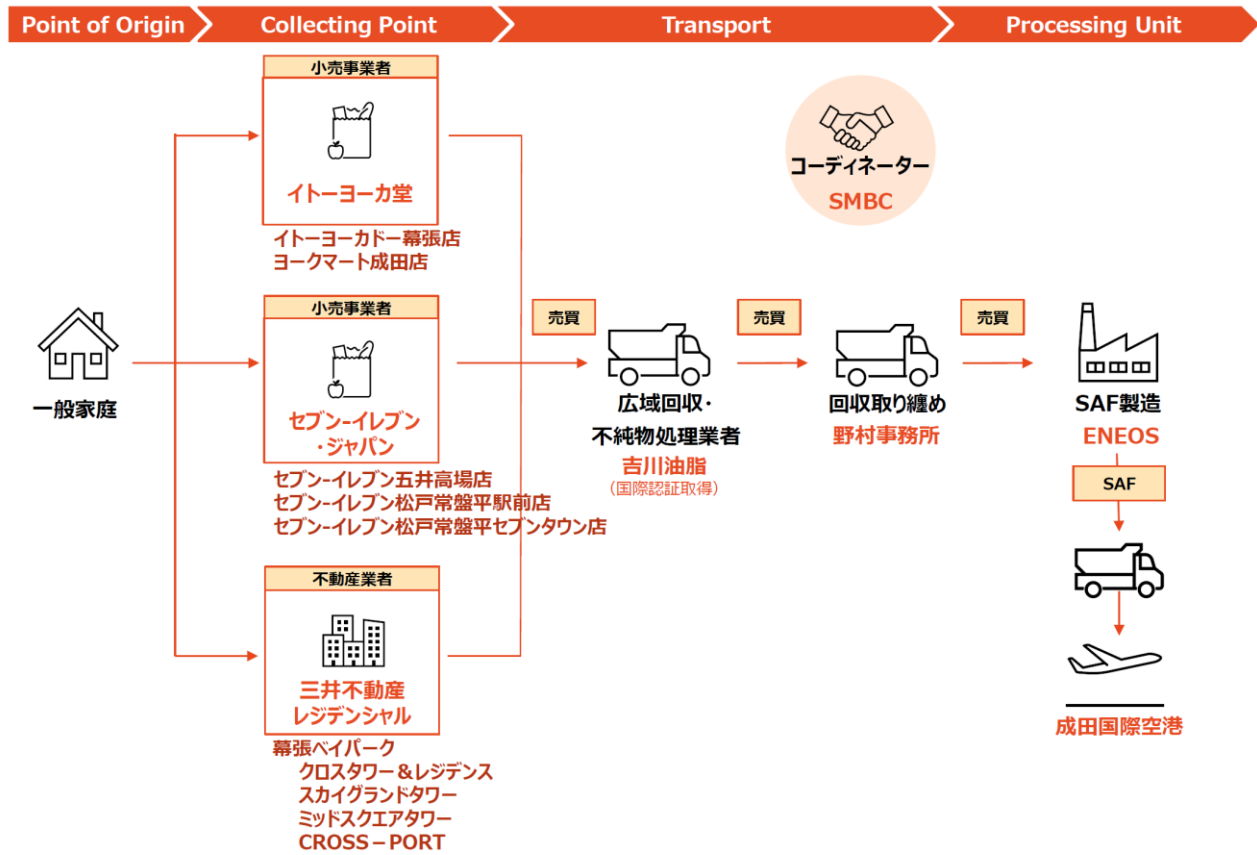 Point of Origin
Collecting Point
Transport
Processing Unit
小売事業者
イトーヨーカ堂
イトーヨーカドー幕張店
ヨークマート成田店
コーディネーター
SMBC
一般家庭
小売事業者
セブン-イレブン
・ジャパン
セブン-イレブン五井高場店
セブン-イレブン松戸常盤平駅前店
セブン-イレブン松戸常盤平セブンタウン店
売買
広域回収・
不純物処理業者
吉川油脂
（国際認証取得）
売買
回収取り纏め
野村事務所
売買
SAF製造
ENEOS
SAF
成田国際空港
不動産業者
三井不動産
レジデンシャル
幕張ベイパーク
クロスタワー＆レジデンス
スカイグランドタワー
ミッドスクエアタワー
CROSS－PORT